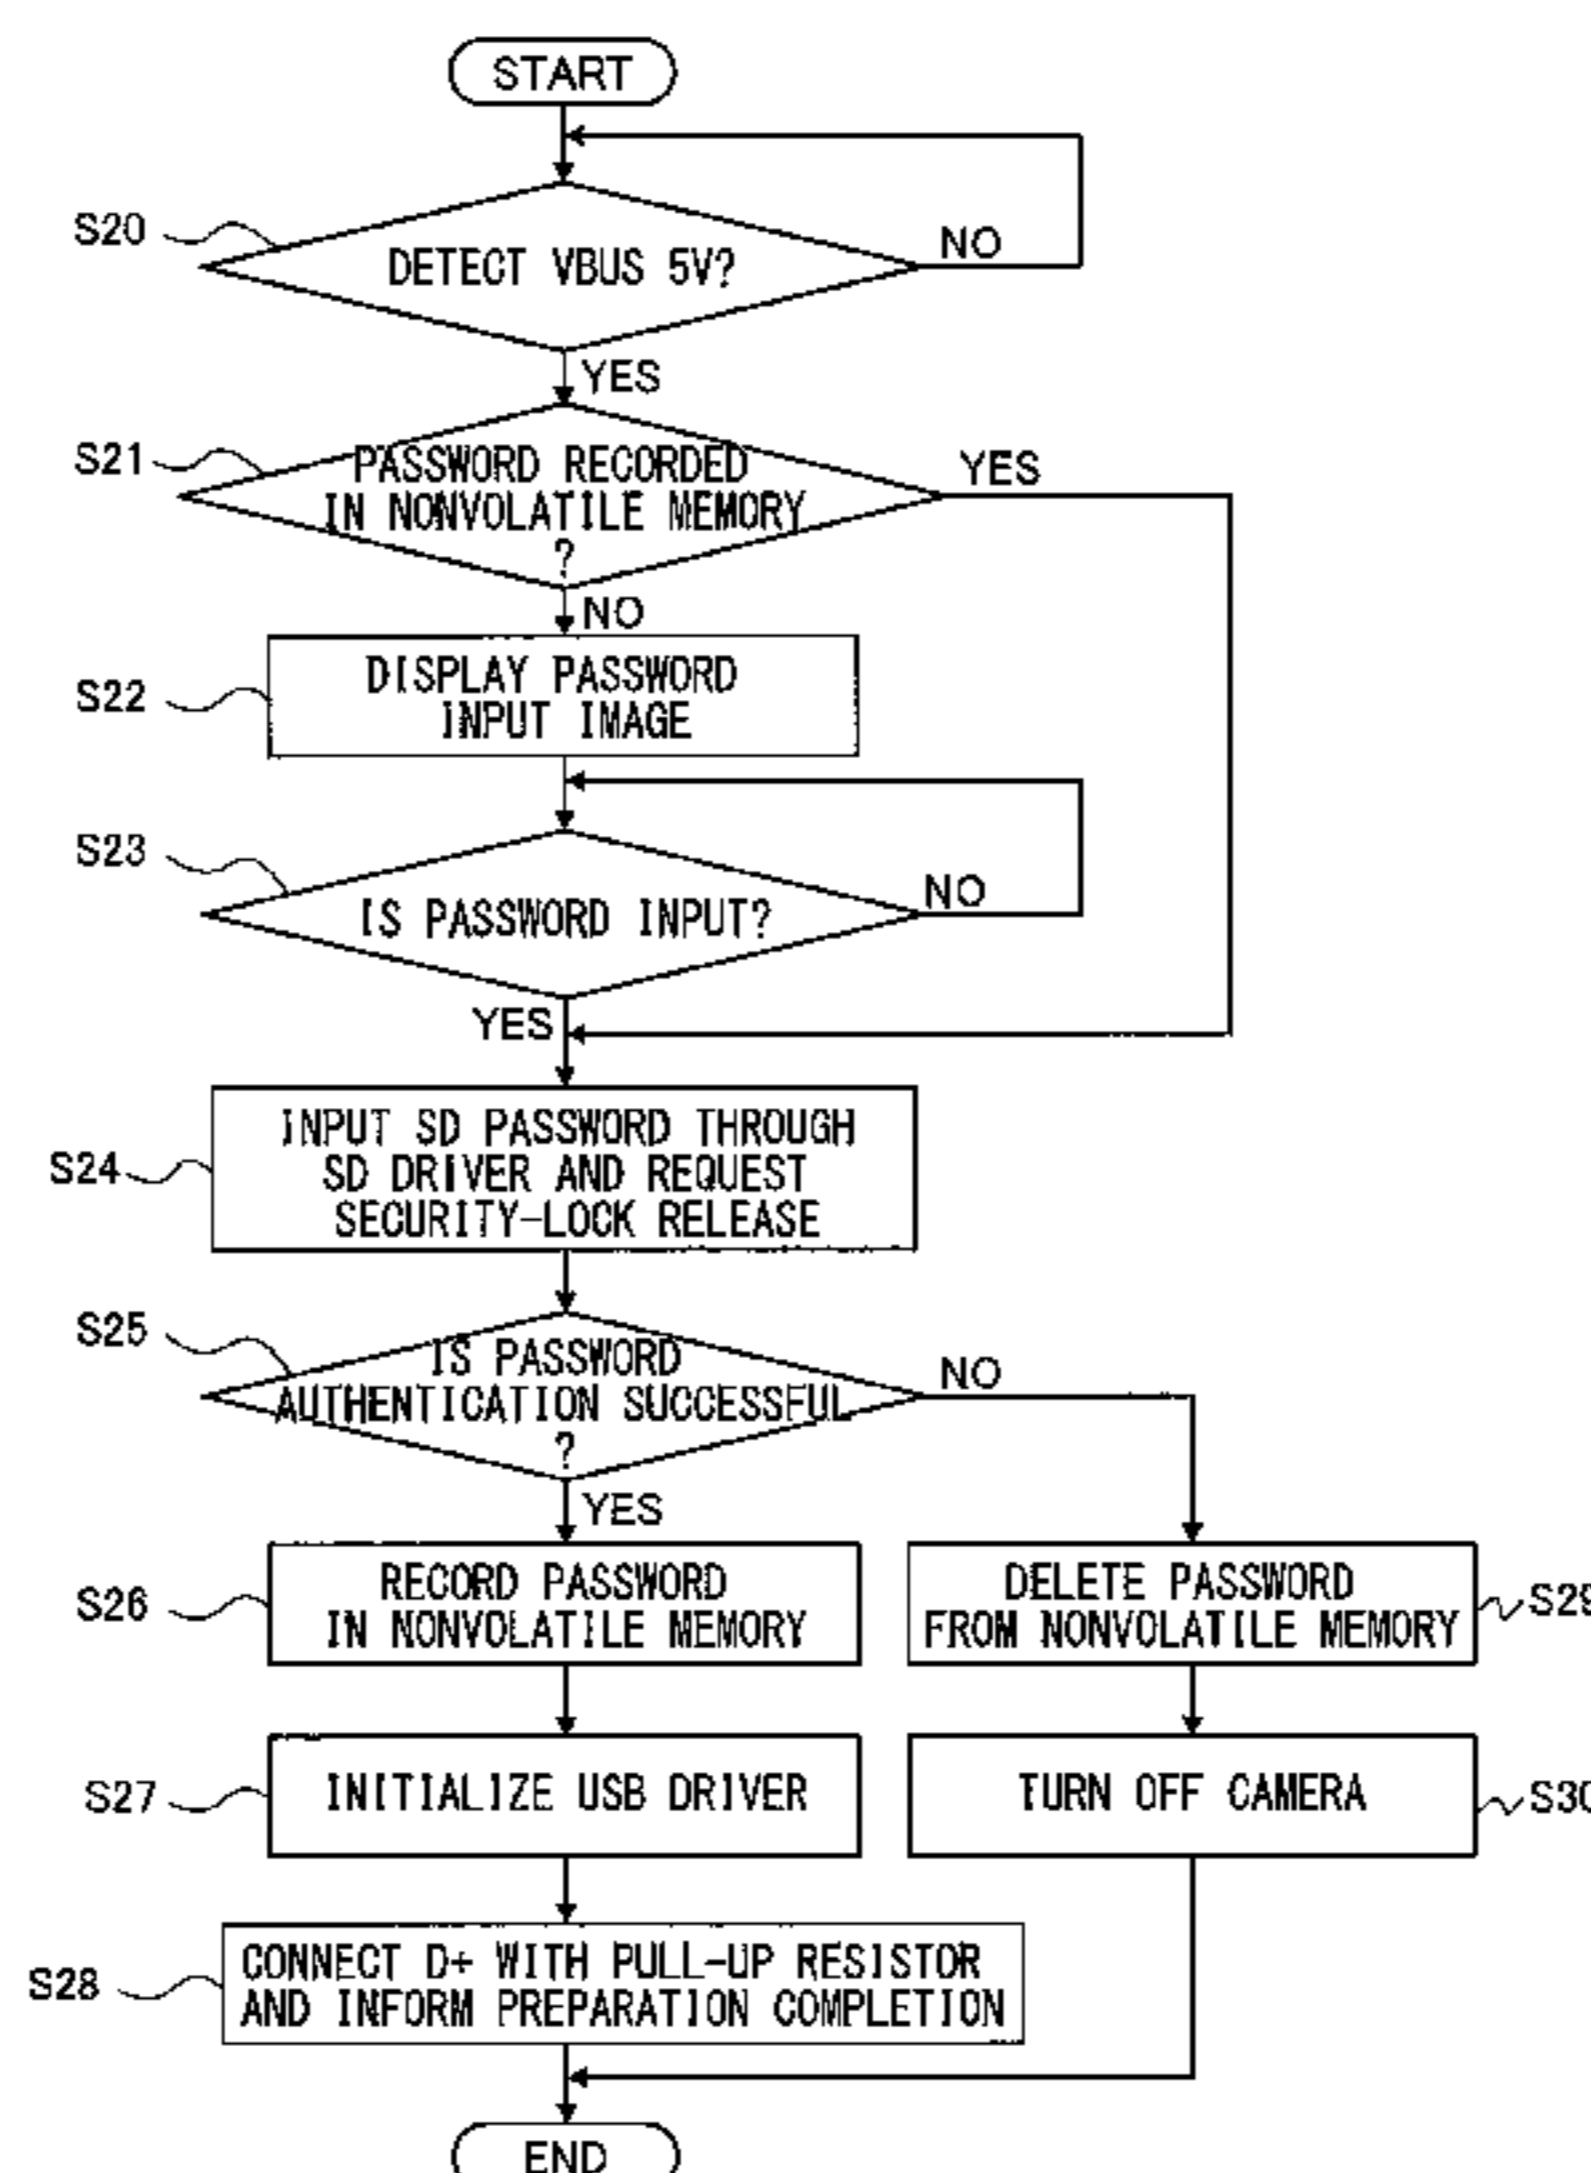 START
S20
DETECT VBUS 5V?
NO
YES
S21
PASSWORD RECORDED
IN NONVOLATILE MEMORY
?
YES
NO
S22
DISPLAY PASSWORD
INPUT IMAGE
S23
IS PASSWORD INPUT?
NO
YES
S24
INPUT SD PASSWORD THROUGH
SD DRIVER AND REQUEST
SECURITY-LOCK RELEASE
S25
IS PASSWORD
AUTHENTICATION SUCCESSFUL
?
NO
YES
S26
RECORD PASSWORD
IN NONVOLATILE MEMORY
DELETE PASSWORD
FROM NONVOLATILE MEMORY
S29
S27
INITIALIZE USB DRIVER
TURN OFF CAMERA
S30
S28
CONNECT D+ WITH PULL-UP RESISTOR
AND INFORM PREPARATION COMPLETION
END